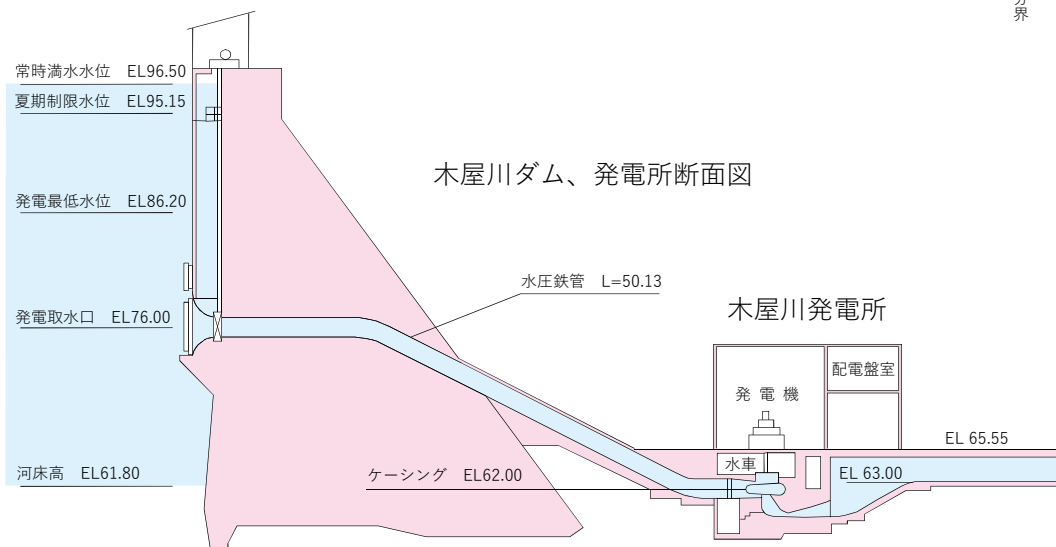 界
常時満水水位 EL96.50
夏期制限水位 EL95.15
木屋川ダム、発電所断面図
発電最低水位 EL86.20
水圧鉄管 L=50.13
発電取水口 EL76.00
木屋川発電所
配電盤室
発電機
EL 65.55
水車
河床高 EL61.80
ケーシング EL62.00
EL 63.00